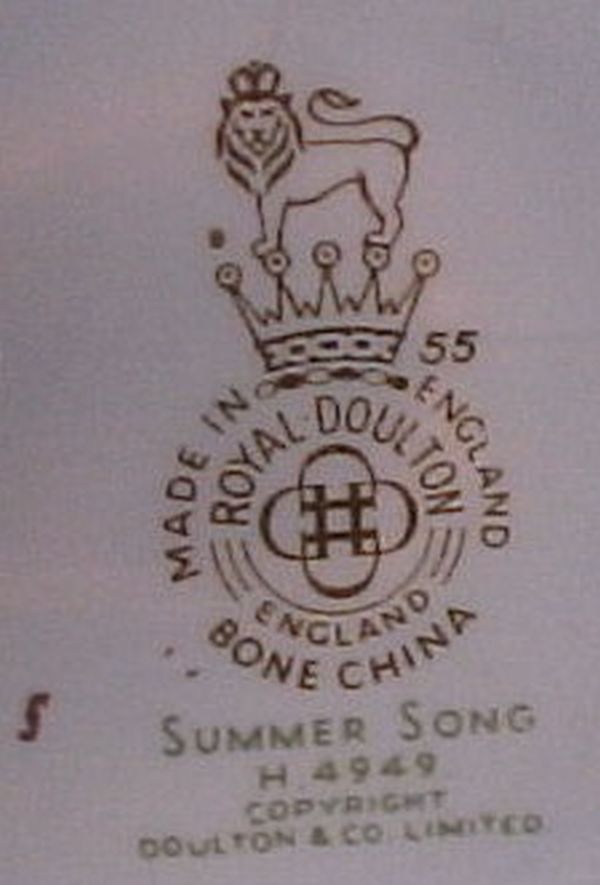 55
MADE IN ENGLAND
ROYAL·DOULTON
ENGLAND
BONE CHINA
S
SUMMER SONG
H 4949
COPYRIGHT
DOULTON & CO LIMITED